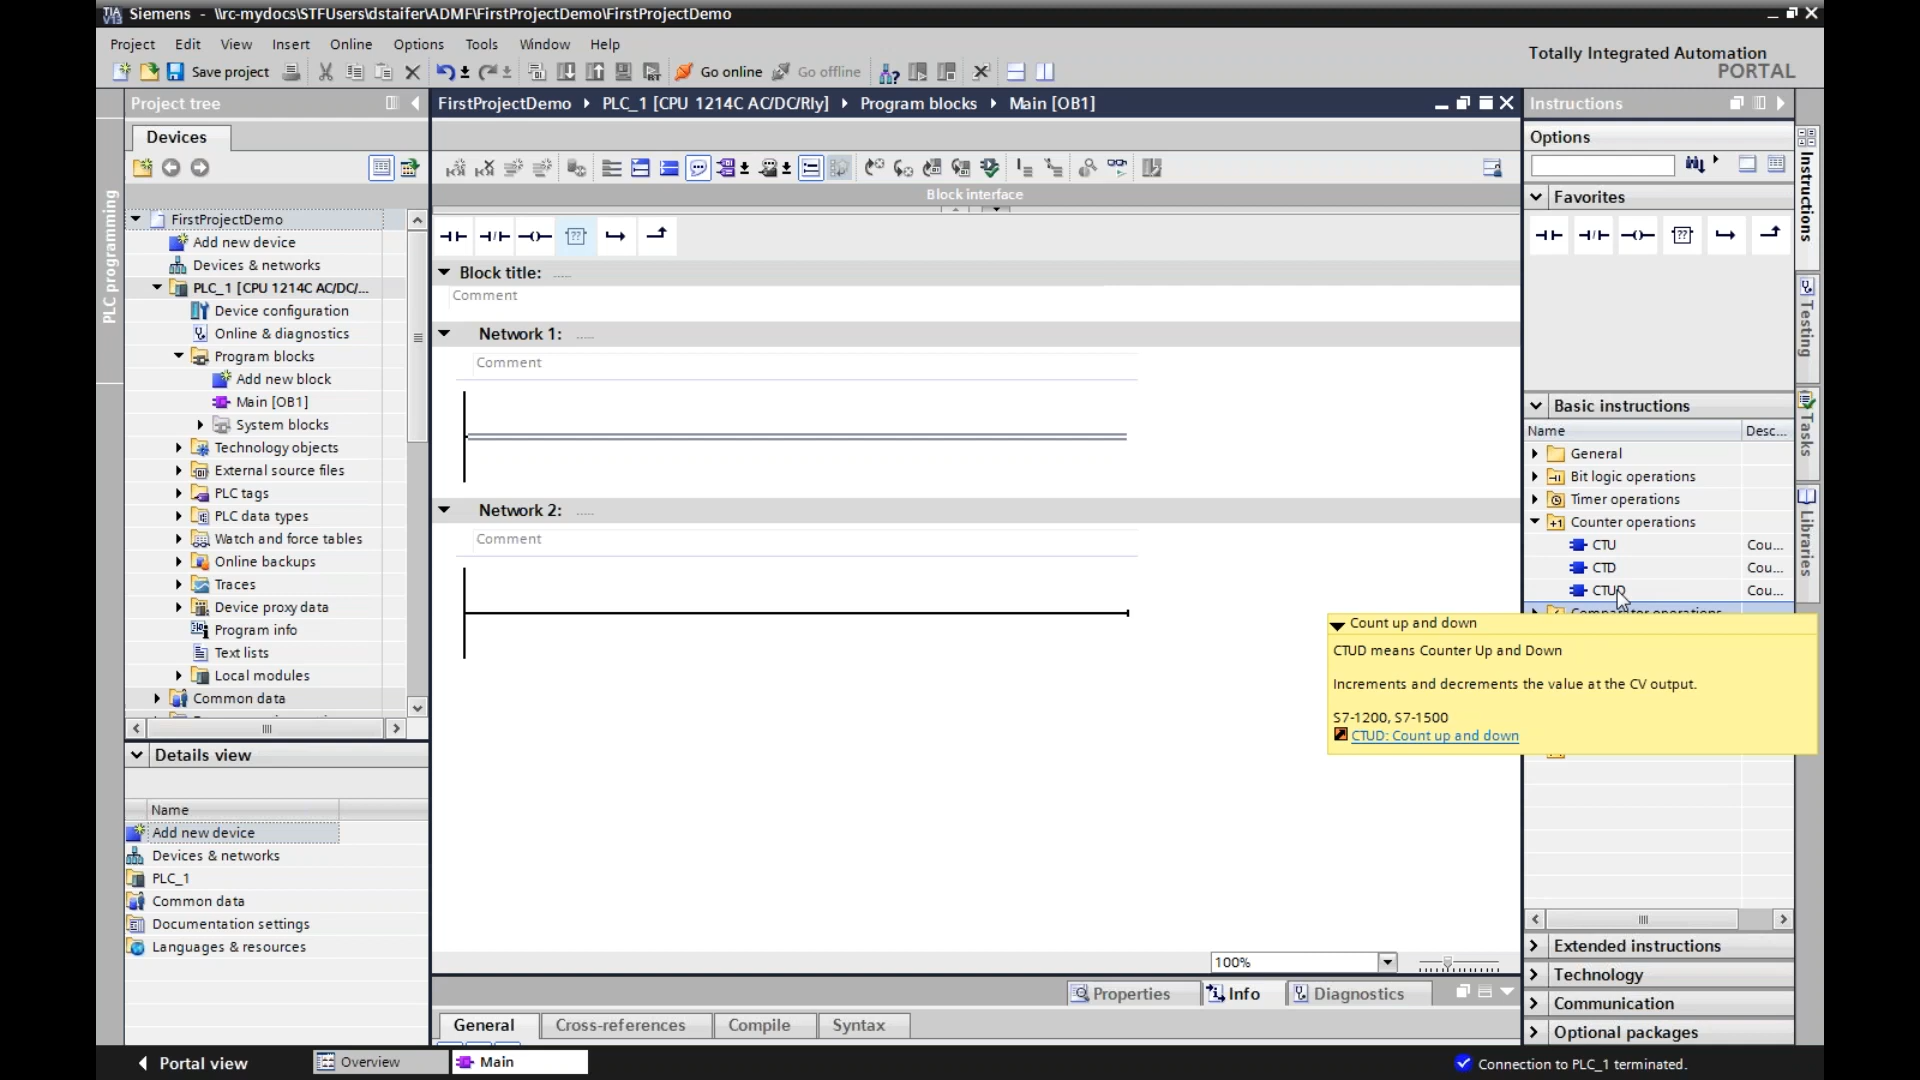 TIA V13 Siemens - \\rc-mydocs\STFUsers\dstaifer\ADMF\FirstProjectDemo\FirstProjectDemo
Project Edit View Insert Online Options Tools Window Help
Totally Integrated Automation
PORTAL
Save project Go online Go offline
Project tree
FirstProjectDemo PLC_1 [CPU 1214C AC/DC/Rly] Program blocks Main [OB1]
Instructions
Devices
Options
Block interface
PLC programming
FirstProjectDemo
Add new device
Devices & networks
PLC_1 [CPU 1214C AC/DC/...
Device configuration
Online & diagnostics
Program blocks
Add new block
Main [OB1]
System blocks
Technology objects
External source files
PLC tags
PLC data types
Watch and force tables
Online backups
Traces
Device proxy data
Program info
Text lists
Local modules
Common data
Details view
Name
Add new device
Devices & networks
PLC_1
Common data
Documentation settings
Languages & resources
??
Block title: .....
Comment
Network 1: .....
Comment
Network 2: .....
Comment
100%
Properties Info Diagnostics
General Cross-references Compile Syntax
Favorites
??
Basic instructions
Name Desc...
General
Bit logic operations
Timer operations
Counter operations
CTU Cou...
CTD Cou...
CTUD Cou...
Comparator operations
Count up and down
CTUD means Counter Up and Down
Increments and decrements the value at the CV output.
S7-1200, S7-1500
CTUD: Count up and down
Extended instructions
Technology
Communication
Optional packages
Instructions
Testing
Tasks
Libraries
Portal view Overview Main Connection to PLC_1 terminated.